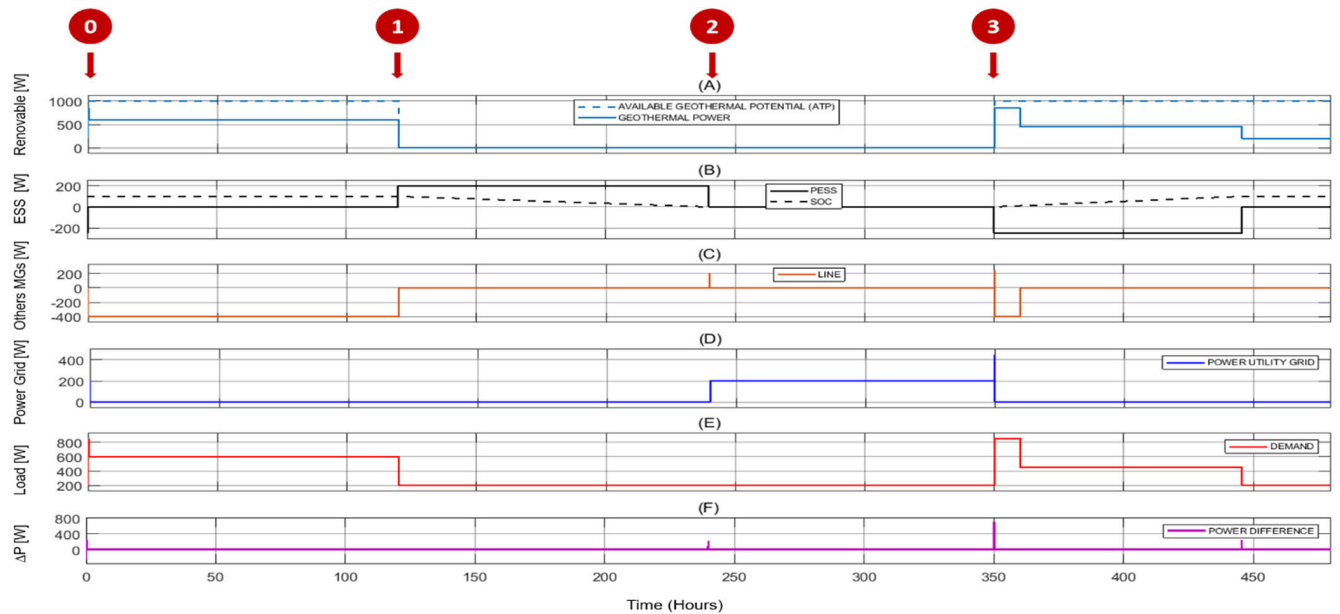 0 1 2 3
(A)
Renovable [W]
1000
500
0
AVAILABLE GEOTHERMAL POTENTIAL (ATP)
GEOTHERMAL POWER
(B)
ESS [W]
200
0
-200
PESS
SOC
(C)
Others MGs [W]
200
0
-200
-400
LINE
(D)
Power Grid [W]
400
200
0
POWER UTILITY GRID
(E)
Load [W]
800
600
400
200
DEMAND
(F)
ΔP [W]
800
400
0
POWER DIFFERENCE
0 50 100 150 200 250 300 350 400 450
Time (Hours)